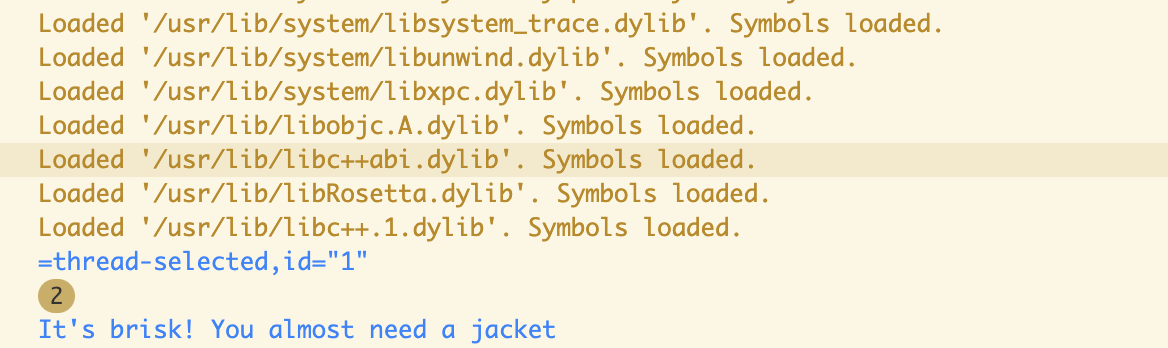 Loaded '/usr/lib/system/libsystem_trace.dylib'. Symbols loaded.
Loaded '/usr/lib/system/libunwind.dylib'. Symbols loaded.
Loaded '/usr/lib/system/libxpc.dylib'. Symbols loaded.
Loaded '/usr/lib/libobjc.A.dylib'. Symbols loaded.
Loaded '/usr/lib/libc++abi.dylib'. Symbols loaded.
Loaded '/usr/lib/libRosetta.dylib'. Symbols loaded.
Loaded '/usr/lib/libc++.1.dylib'. Symbols loaded.
=thread-selected,id="1"
2
It's brisk! You almost need a jacket